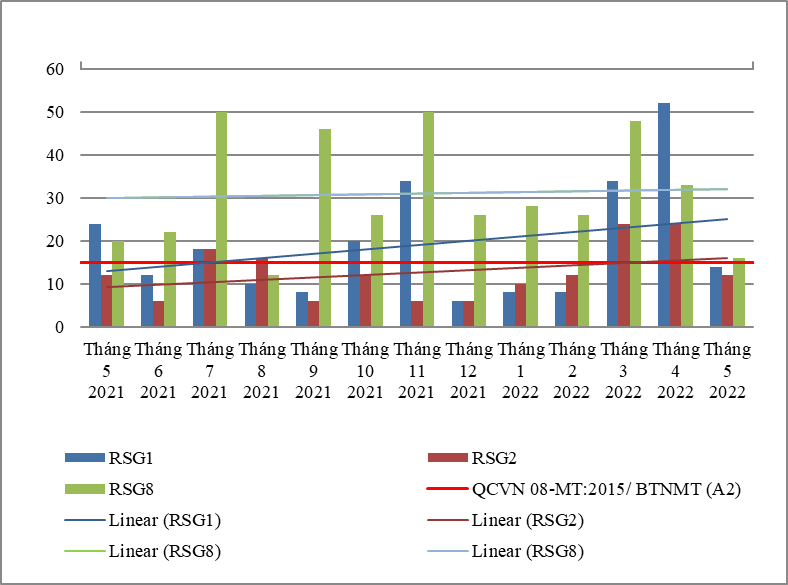 60
50
40
30
20
10
0
Tháng Tháng Tháng Tháng Tháng Tháng Tháng Tháng Tháng Tháng Tháng Tháng Tháng
5 6 7 8 9 10 11 12 1 2 3 4 5
2021 2021 2021 2021 2021 2021 2021 2021 2022 2022 2022 2022 2022
RSG1 RSG2
RSG8 QCVN 08-MT:2015/ BTNMT (A2)
Linear (RSG1) Linear (RSG2)
Linear (RSG8) Linear (RSG8)